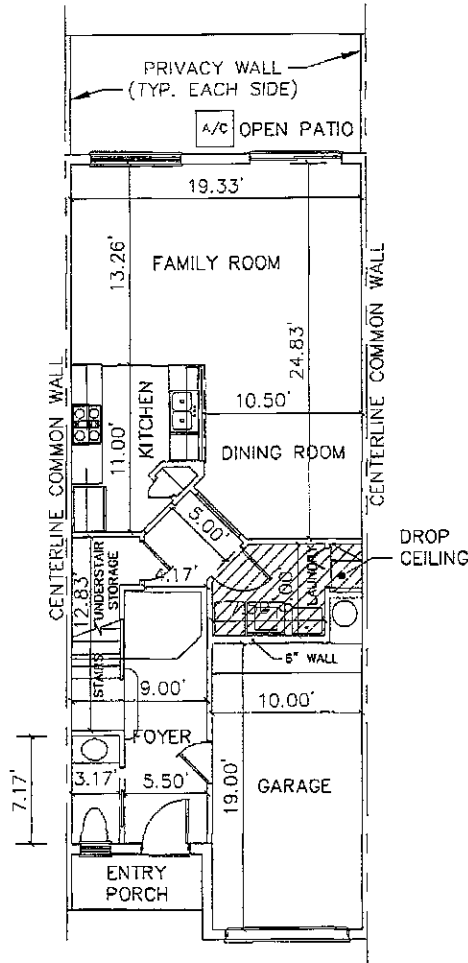 PRIVACY WALL
(TYP. EACH SIDE)
A/C
OPEN PATIO
19.33'
13.26'
FAMILY ROOM
24.83'
CENTERLINE COMMON WALL
CENTERLINE COMMON WALL
KITCHEN
11.00'
10.50'
DINING ROOM
5.00'
DROP
CEILING
LAUNDRY
UNDERSTAIR
STORAGE
12.83'
4.17'
6" WALL
STAIRS
9.00'
10.00'
FOYER
7.17'
3.17'
5.50'
19.00'
GARAGE
ENTRY
PORCH